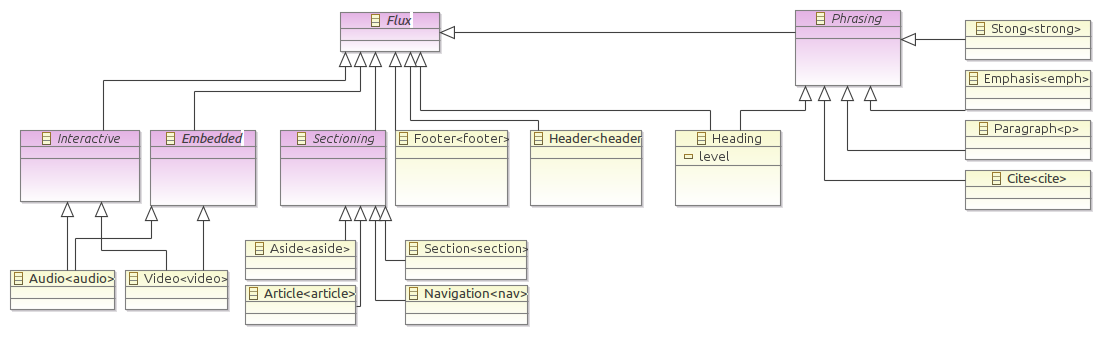 Flux
Phrasing
Stong<strong>
Emphasis<emph>
Paragraph<p>
Cite<cite>
Interactive
Embedded
Sectioning
Footer<footer>
Header<header
Heading
level
Aside<aside>
Section<section>
Audio<audio>
Video<video>
Article<article>
Navigation<nav>